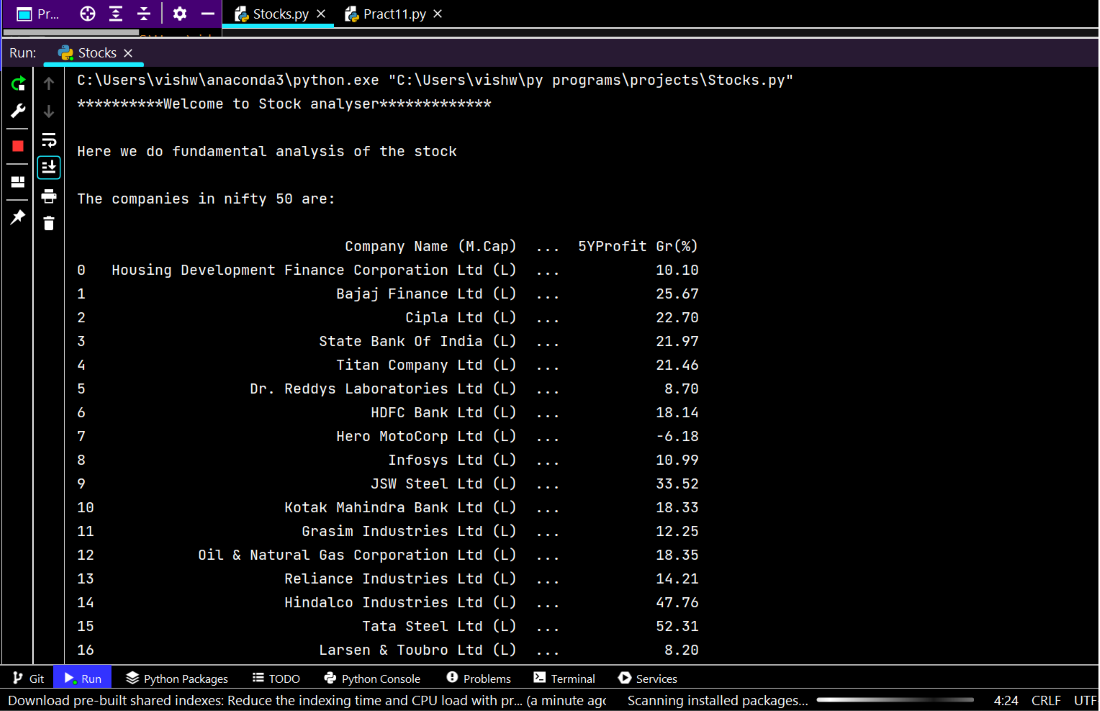 Pr...
Stocks.py
Pract11.py
Run:
Stocks
C:\Users\vishw\anaconda3\python.exe "C:\Users\vishw\py programs\projects\Stocks.py"
**********Welcome to Stock analyser*************
Here we do fundamental analysis of the stock
The companies in nifty 50 are:
Company Name (M.Cap) ... 5YProfit Gr(%)
0 Housing Development Finance Corporation Ltd (L) ... 10.10
1 Bajaj Finance Ltd (L) ... 25.67
2 Cipla Ltd (L) ... 22.70
3 State Bank Of India (L) ... 21.97
4 Titan Company Ltd (L) ... 21.46
5 Dr. Reddys Laboratories Ltd (L) ... 8.70
6 HDFC Bank Ltd (L) ... 18.14
7 Hero MotoCorp Ltd (L) ... -6.18
8 Infosys Ltd (L) ... 10.99
9 JSW Steel Ltd (L) ... 33.52
10 Kotak Mahindra Bank Ltd (L) ... 18.33
11 Grasim Industries Ltd (L) ... 12.25
12 Oil & Natural Gas Corporation Ltd (L) ... 18.35
13 Reliance Industries Ltd (L) ... 14.21
14 Hindalco Industries Ltd (L) ... 47.76
15 Tata Steel Ltd (L) ... 52.31
16 Larsen & Toubro Ltd (L) ... 8.20
Git
Run
Python Packages
TODO
Python Console
Problems
Terminal
Services
Download pre-built shared indexes: Reduce the indexing time and CPU load with pr... (a minute ago
Scanning installed packages...
4:24
CRLF
UTF